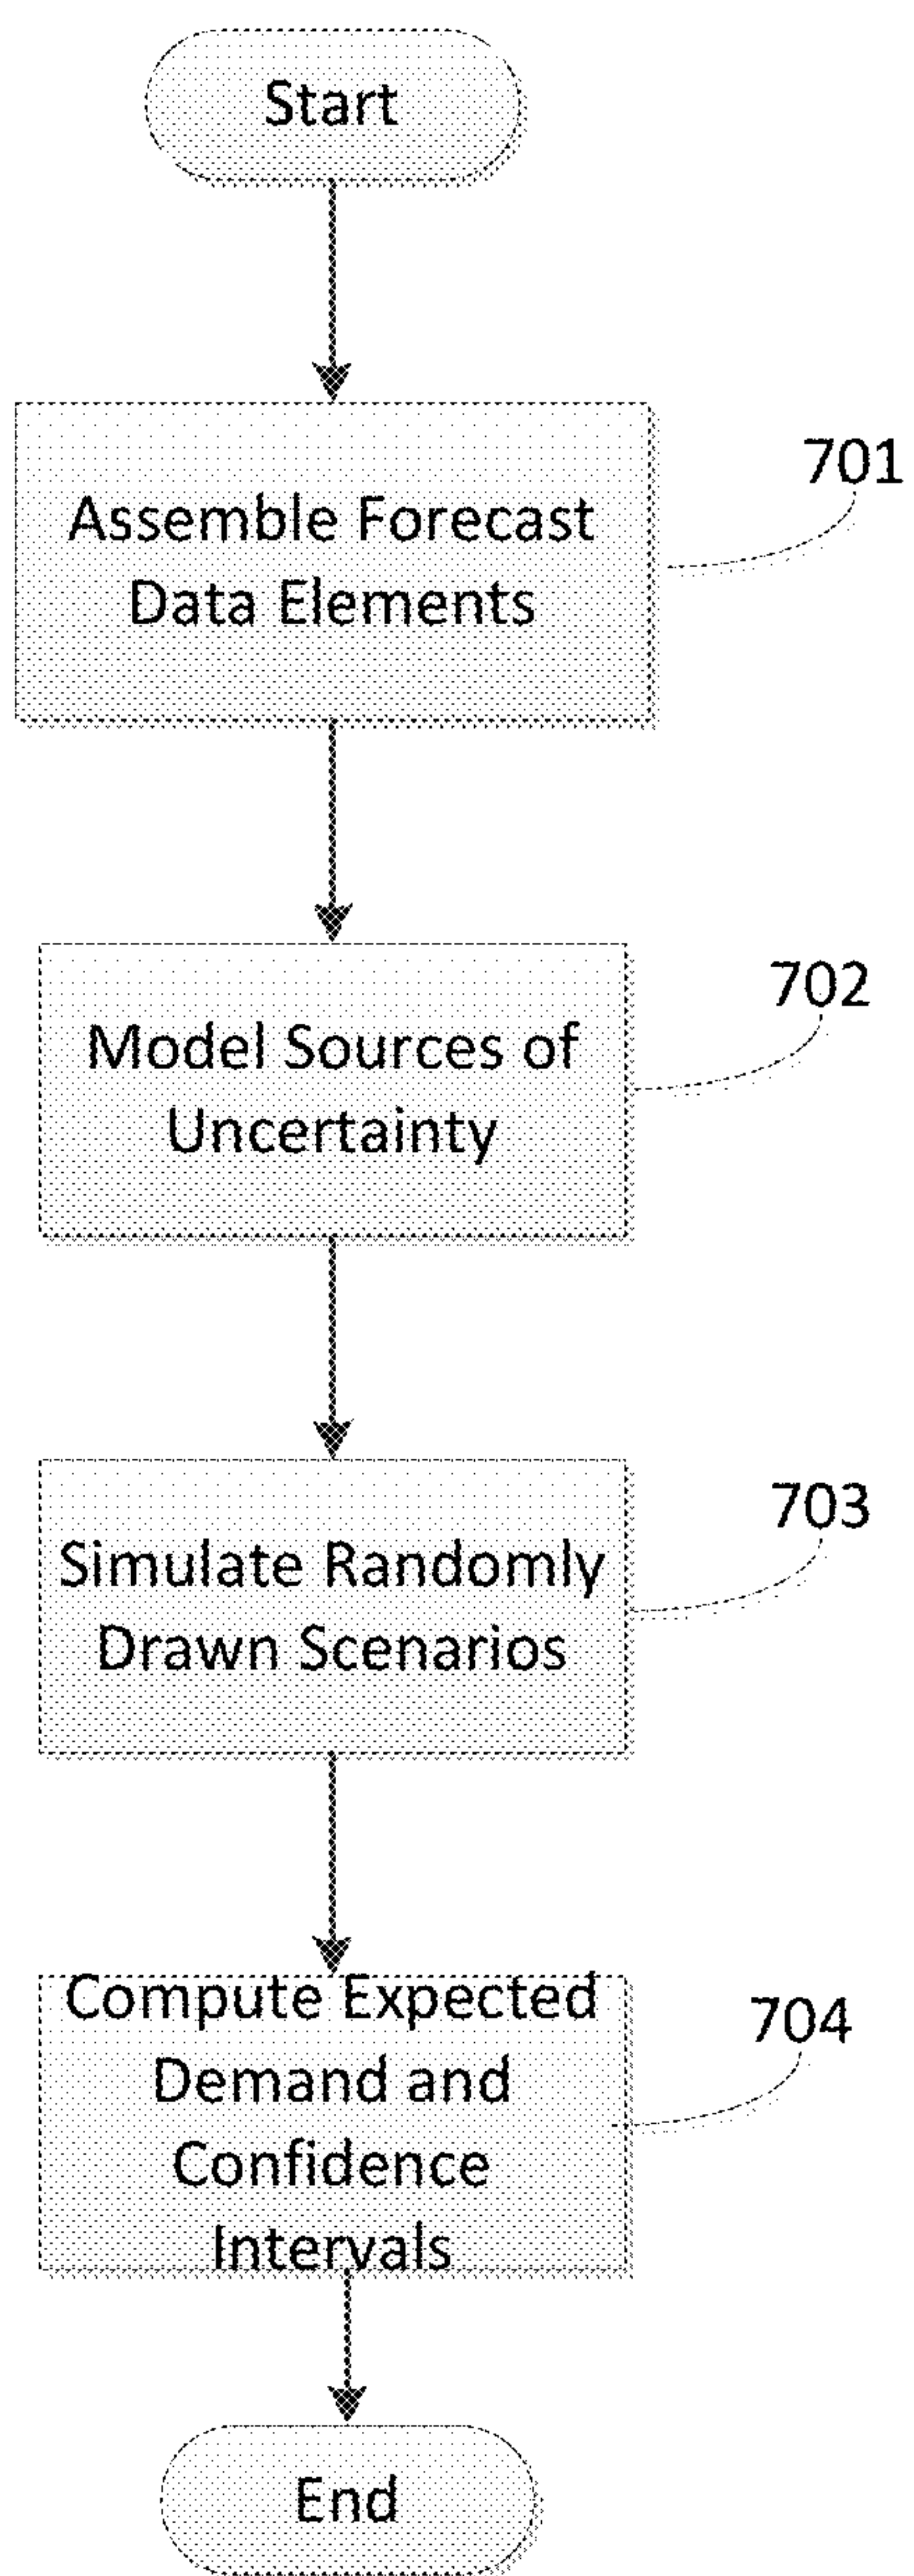 Start
Assemble Forecast
Data Elements
701
Model Sources of
Uncertainty
702
Simulate Randomly
Drawn Scenarios
703
Compute Expected
Demand and
Confidence
Intervals
704
End